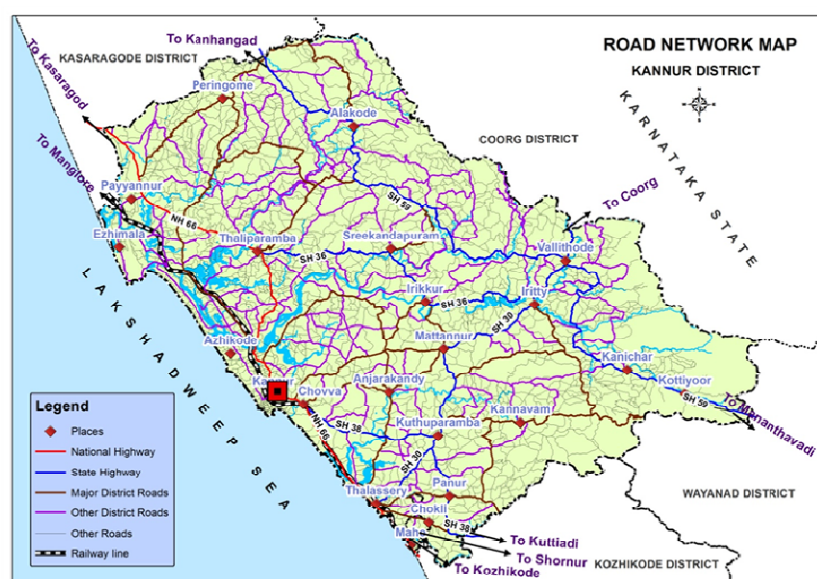 ROAD NETWORK MAP
KANNUR DISTRICT
To Kanhangad
KASARAGODE DISTRICT
To Kasaragod
Peringome
Alakode
COORG DISTRICT
KARNATAKA STATE
To Manglore
Payyannur
NH 66
SH 59
To Coorg
Ezhimala
Thaliparamba
Sreekandapuram
Vallithode
SH 36
Irikkur
SH 36
Iritty
SH 30
LAKSHADWEEP SEA
Azhikode
Mattannur
Kanichar
Kannur
Chovva
Anjarakandy
Kottiyoor
SH 59
To Mananthavadi
NH 66
SH 38
Kuthuparamba
Kannavam
SH 30
Thalassery
Panur
WAYANAD DISTRICT
Chokli
SH 38
Mahe
To Kuttiadi
To Shornur
To Kozhikode
KOZHIKODE DISTRICT
Legend
Places
National Highway
State Highway
Major District Roads
Other District Roads
Other Roads
Railway line